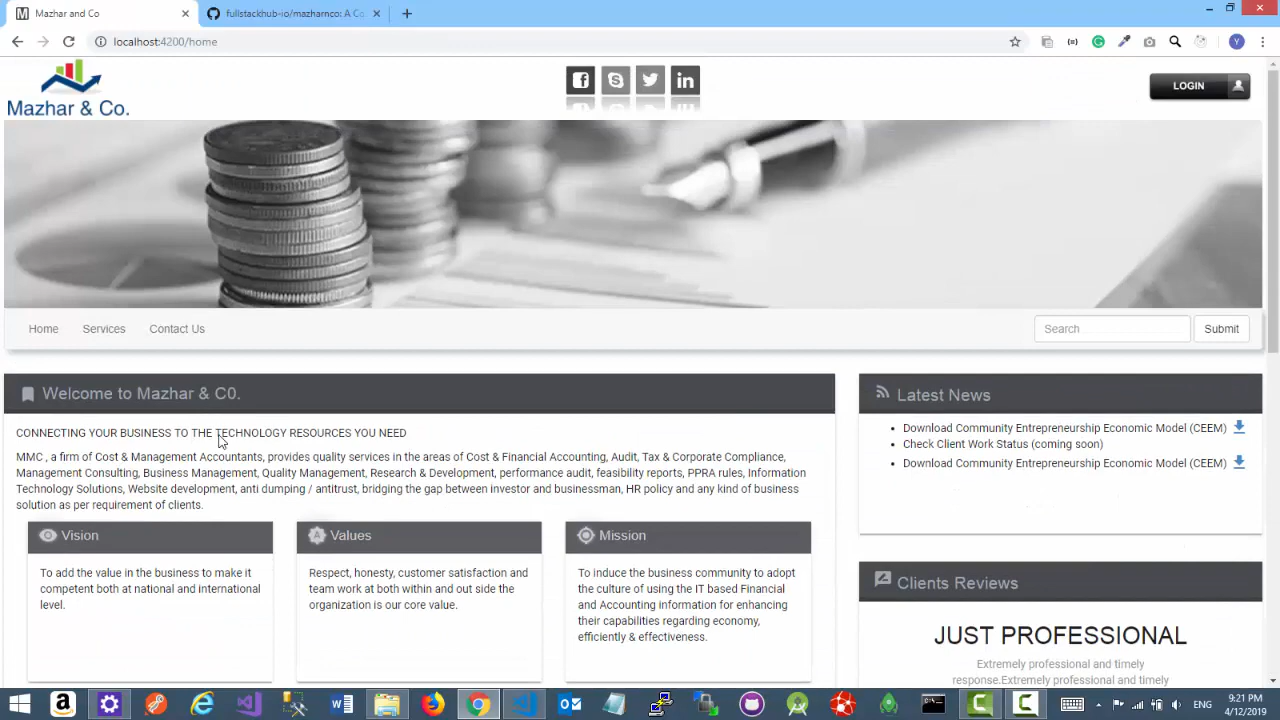 Mazhar and Co
fullstackhub-io/mazharnco: A Co
localhost:4200/home
Y
Mazhar & Co.
LOGIN
Home
Services
Contact Us
Search
Submit
Welcome to Mazhar & C0.
CONNECTING YOUR BUSINESS TO THE TECHNOLOGY RESOURCES YOU NEED
MMC , a firm of Cost & Management Accountants, provides quality services in the areas of Cost & Financial Accounting, Audit, Tax & Corporate Compliance,
Management Consulting, Business Management, Quality Management, Research & Development, performance audit, feasibility reports, PPRA rules, Information
Technology Solutions, Website development, anti dumping / antitrust, bridging the gap between investor and businessman, HR policy and any kind of business
solution as per requirement of clients.
Vision
To add the value in the business to make it
competent both at national and international
level.
Values
Respect, honesty, customer satisfaction and
team work at both within and out side the
organization is our core value.
Mission
To induce the business community to adopt
the culture of using the IT based Financial
and Accounting information for enhancing
their capabilities regarding economy,
efficiently & effectiveness.
Latest News
Download Community Entrepreneurship Economic Model (CEEM)
Check Client Work Status (coming soon)
Download Community Entrepreneurship Economic Model (CEEM)
Clients Reviews
JUST PROFESSIONAL
Extremely professional and timely
response.Extremely professional and timely
ENG
9:21 PM
4/12/2019